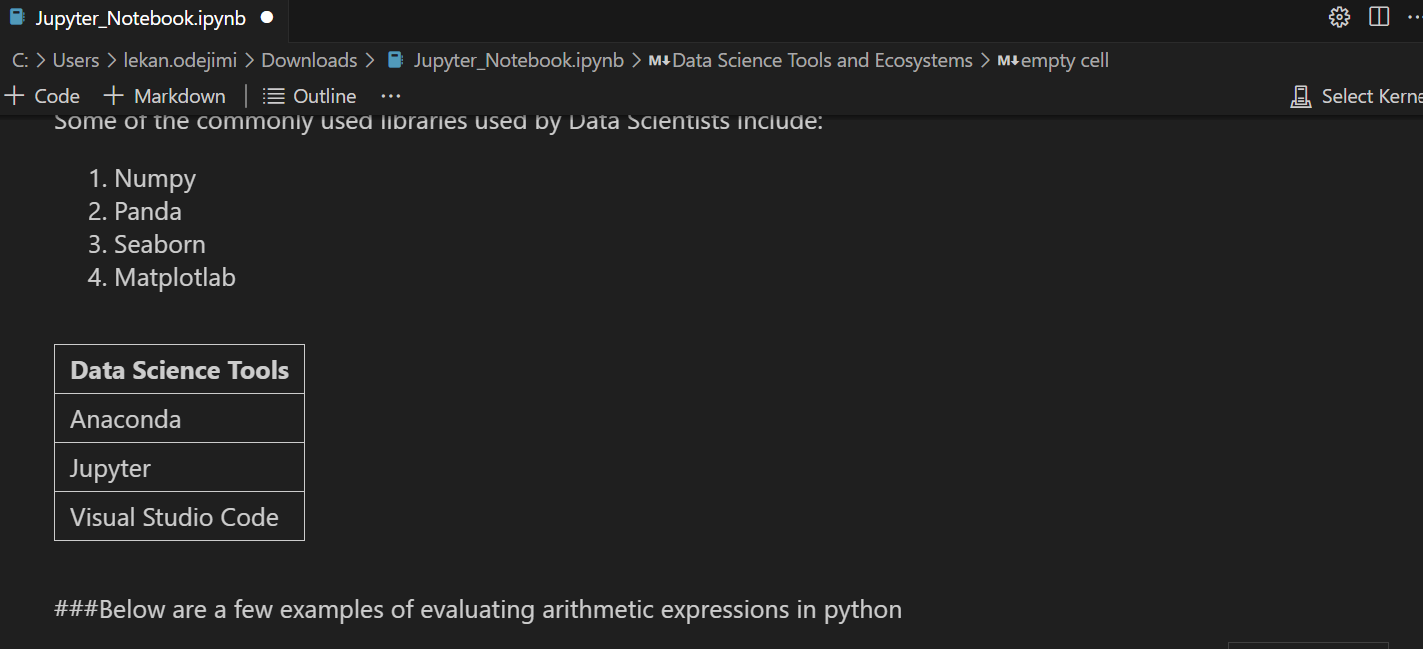 Jupyter_Notebook.ipynb
C: > Users > lekan.odejimi > Downloads > Jupyter_Notebook.ipynb > M↓Data Science Tools and Ecosystems > M↓empty cell
+ Code + Markdown | Outline ... Select Kerne
Some of the commonly used libraries used by Data Scientists include:
1. Numpy
2. Panda
3. Seaborn
4. Matplotlab
Data Science Tools
Anaconda
Jupyter
Visual Studio Code
###Below are a few examples of evaluating arithmetic expressions in python